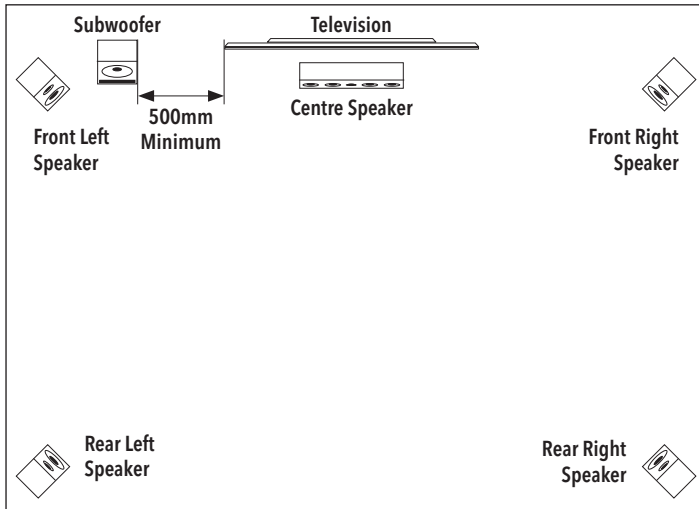 Subwoofer
Television
500mm
Minimum
Centre Speaker
Front Left
Speaker
Front Right
Speaker
Rear Left
Speaker
Rear Right
Speaker